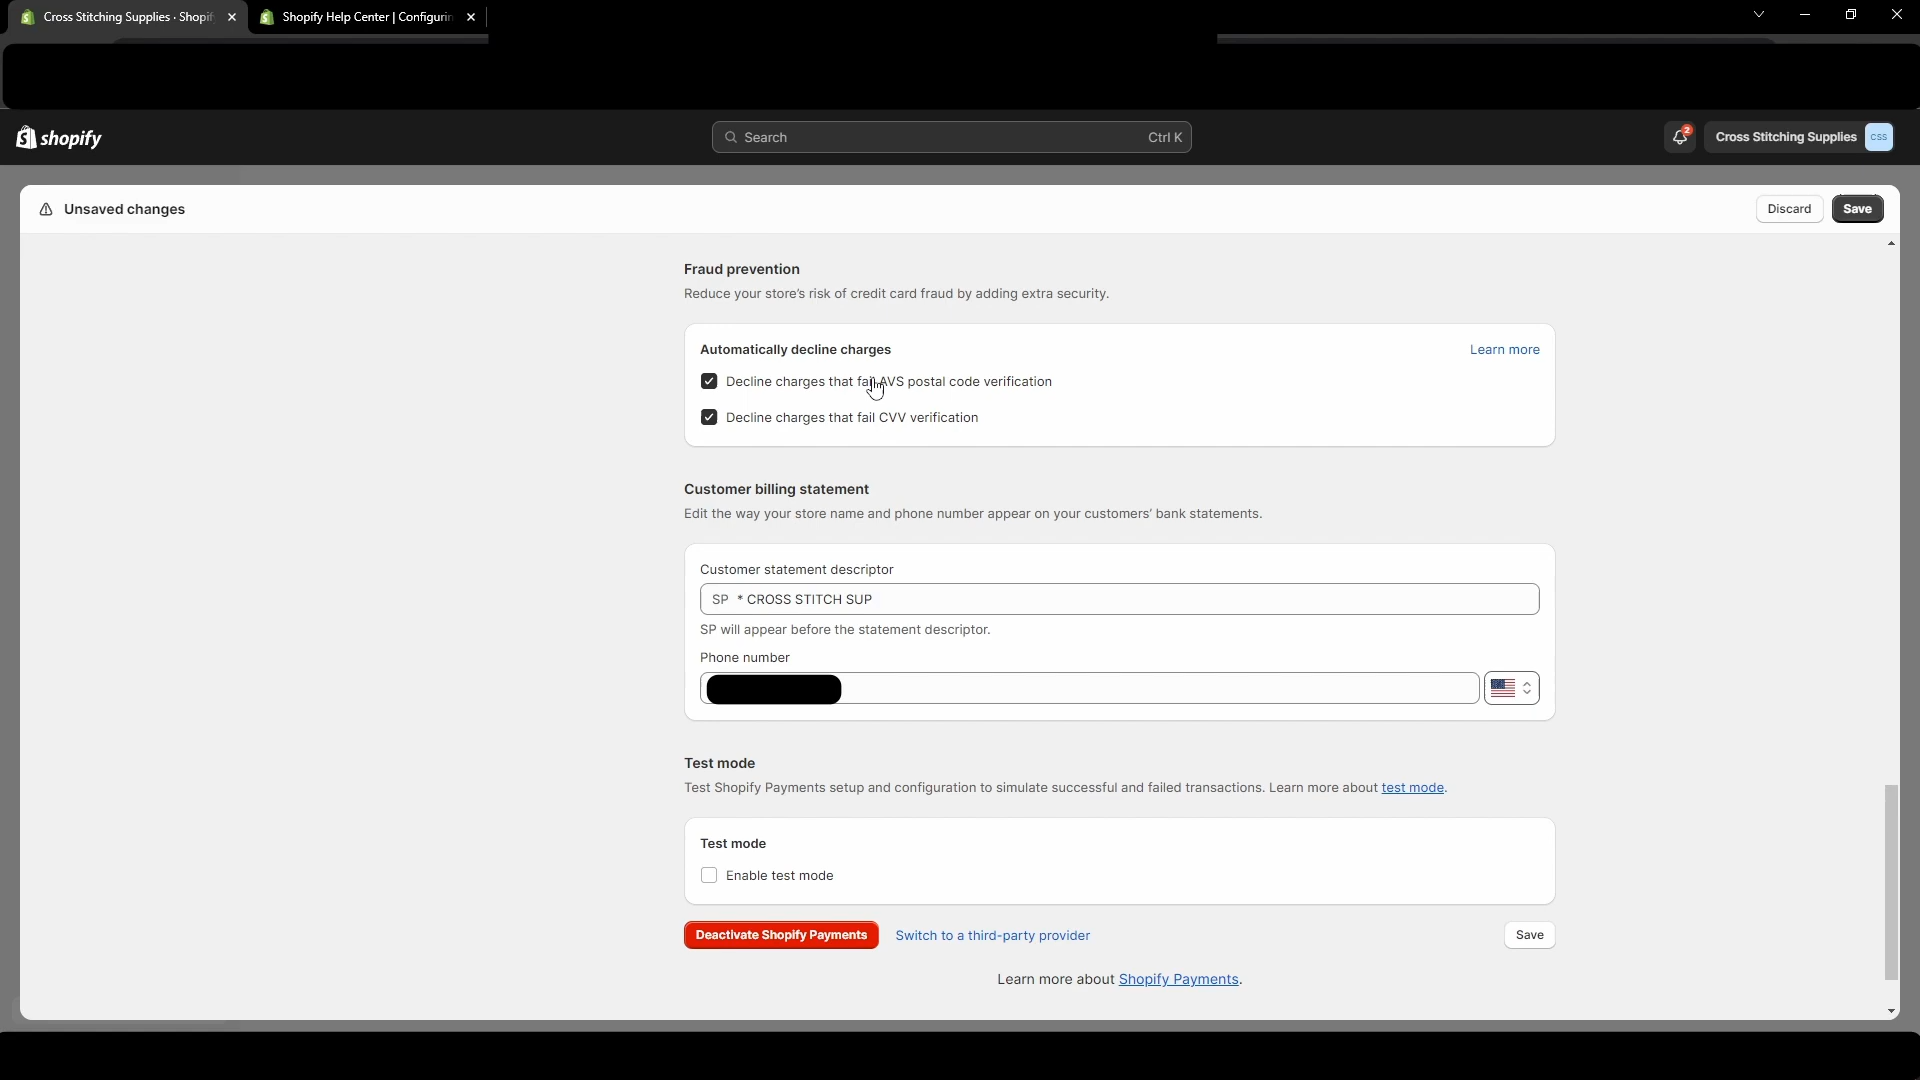 Cross Stitching Supplies · Shopif
Shopify Help Center | Configurin
shopify
Search
Ctrl K
2
Cross Stitching Supplies
CSS
Unsaved changes
Discard
Save
Fraud prevention
Reduce your store's risk of credit card fraud by adding extra security.
Automatically decline charges
Learn more
Decline charges that fail AVS postal code verification
Decline charges that fail CVV verification
Customer billing statement
Edit the way your store name and phone number appear on your customers' bank statements.
Customer statement descriptor
SP * CROSS STITCH SUP
SP will appear before the statement descriptor.
Phone number
Test mode
Test Shopify Payments setup and configuration to simulate successful and failed transactions. Learn more about test mode.
Test mode
Enable test mode
Deactivate Shopify Payments
Switch to a third-party provider
Save
Learn more about Shopify Payments.